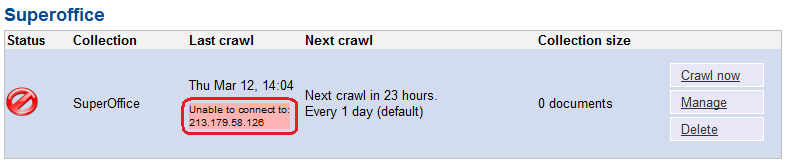 Superoffice
Status Collection Last crawl Next crawl Collection size
SuperOffice
Thu Mar 12, 14:04
Unable to connect to:
213.179.58.126
Next crawl in 23 hours.
Every 1 day (default)
0 documents
Crawl now
Manage
Delete